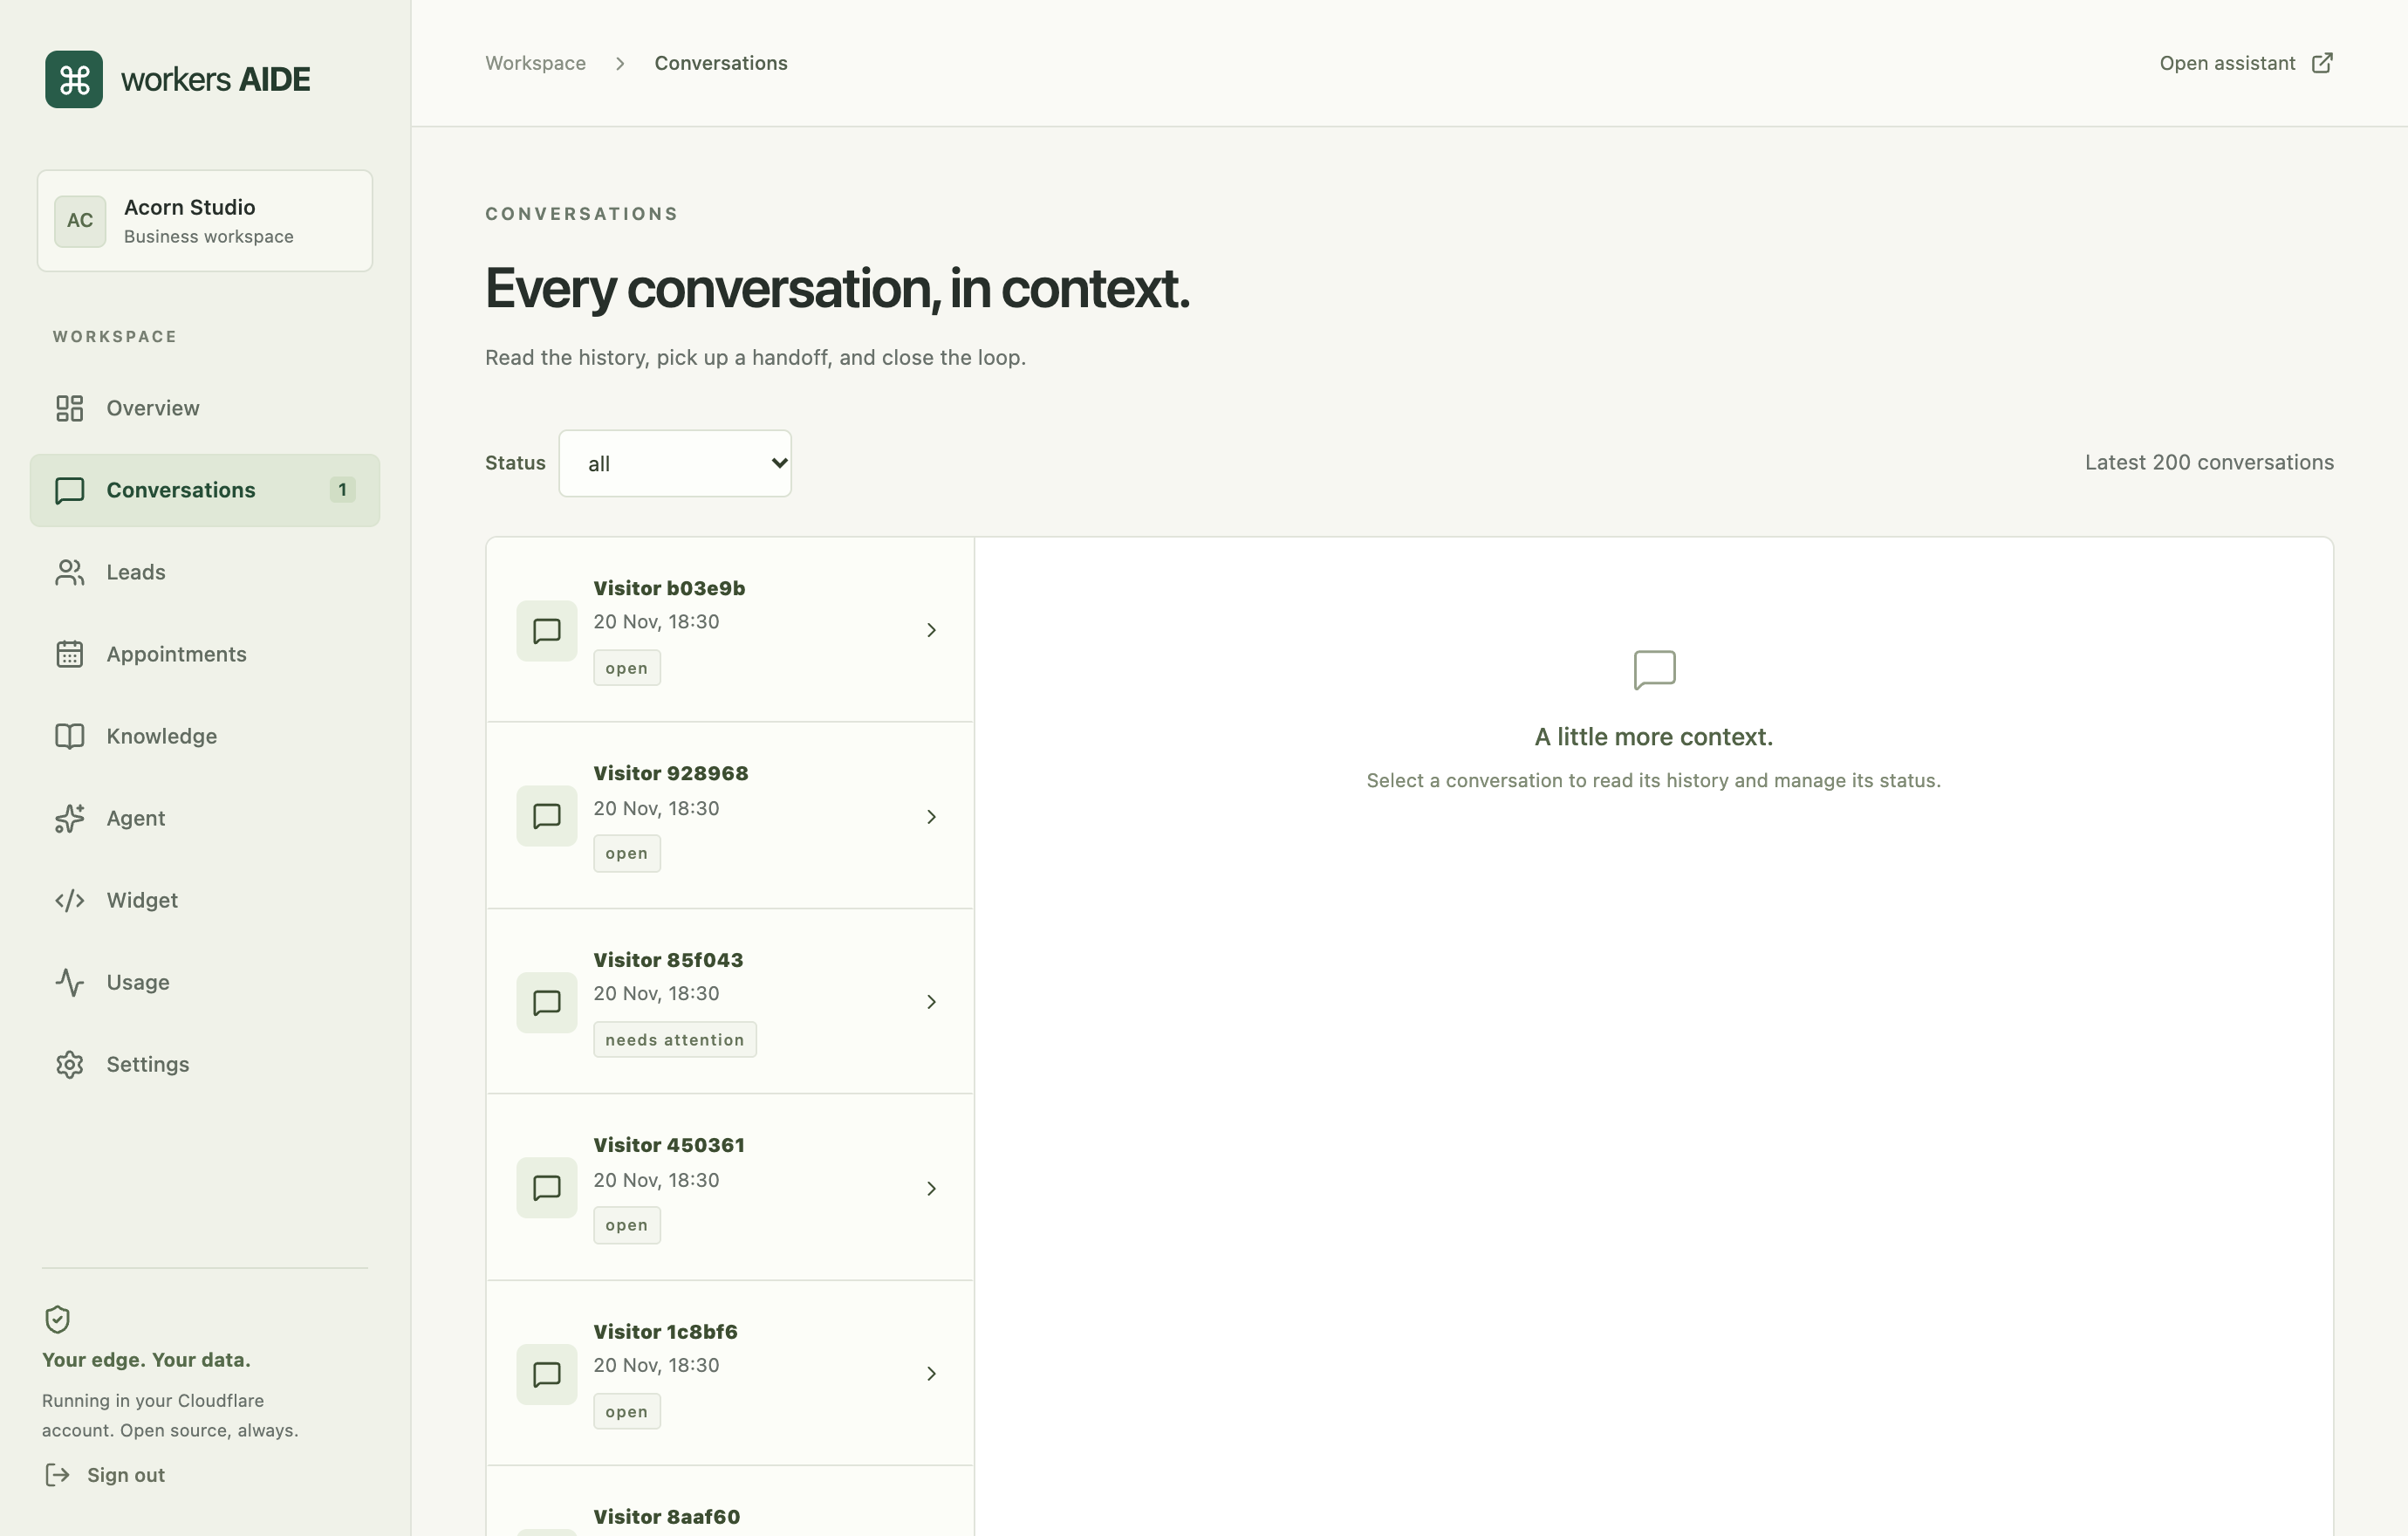 workers AIDE
AC
Acorn Studio
Business workspace
WORKSPACE
Overview
Conversations 1
Leads
Appointments
Knowledge
Agent
Widget
Usage
Settings
Your edge. Your data.
Running in your Cloudflare
account. Open source, always.
Sign out
Workspace > Conversations
Open assistant
CONVERSATIONS
Every conversation, in context.
Read the history, pick up a handoff, and close the loop.
Status all
Latest 200 conversations
Visitor b03e9b
20 Nov, 18:30
open
Visitor 928968
20 Nov, 18:30
open
Visitor 85f043
20 Nov, 18:30
needs attention
Visitor 450361
20 Nov, 18:30
open
Visitor 1c8bf6
20 Nov, 18:30
open
Visitor 8aaf60
A little more context.
Select a conversation to read its history and manage its status.